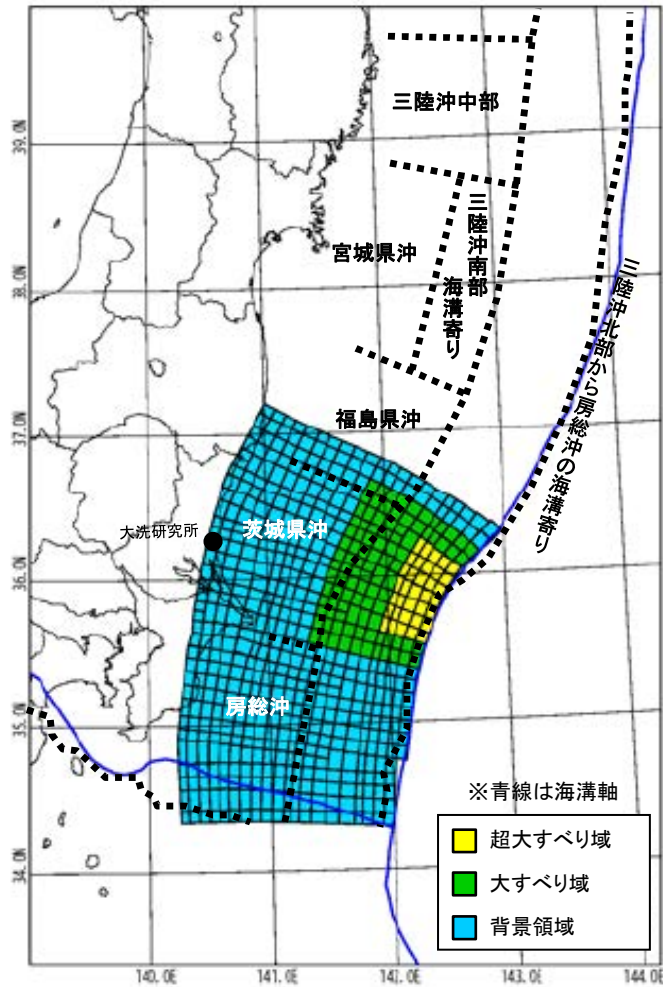 三陸沖中部
39.0N
三陸沖南部
海溝寄り
宮城県沖
38.0N
三陸沖北部から房総沖の海溝寄り
福島県沖
37.0N
大洗研究所
茨城県沖
36.0N
房総沖
35.0N
※青線は海溝軸
超大すべり域
大すべり域
背景領域
34.0N
140.0E
141.0E
142.0E
143.0E
144.0E